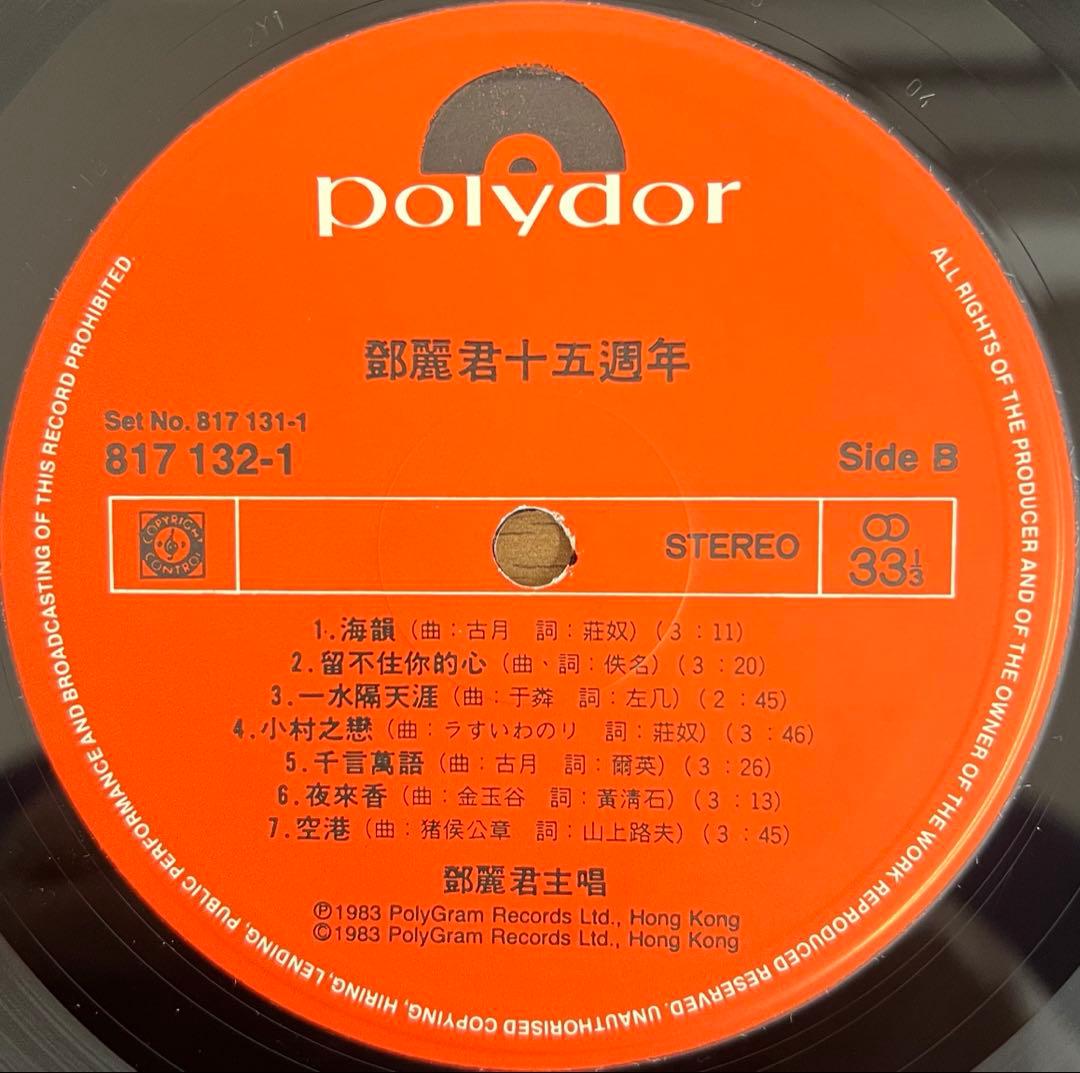 polydor
鄧麗君十五週年
Set No. 817 131-1
817 132-1
Side B
COPYRIGHT CONTROL
STEREO
33 1/3
1.海韻（曲：古月 詞：莊奴）（3：11）
2.留不住你的心（曲、詞：佚名）（3：20）
3.一水隔天涯（曲：于粦 詞：左几）（2：45）
4.小村之戀（曲：ラすいわのリ 詞：莊奴）（3：46）
5.千言萬語（曲：古月 詞：爾英）（3：26）
6.夜來香（曲：金玉谷 詞：黃淸石）（3：13）
7.空港（曲：猪侯公章 詞：山上路夫）（3：45）
鄧麗君主唱
℗1983 PolyGram Records Ltd., Hong Kong
©1983 PolyGram Records Ltd., Hong Kong
ALL RIGHTS OF THE PRODUCER AND OF THE OWNER OF THE WORK REPRODUCED RESERVED. UNAUTHORISED COPYING, HIRING, LENDING, PUBLIC PERFORMANCE AND BROADCASTING OF THIS RECORD PROHIBITED.
04